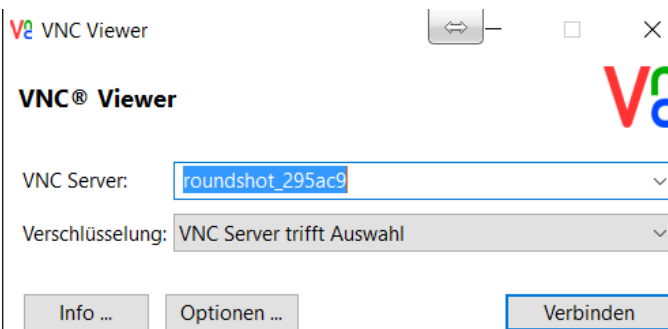 VNC Viewer
VNC® Viewer
VNC Server: roundshot_295ac9
Verschlüsselung: VNC Server trifft Auswahl
Info ... Optionen ... Verbinden